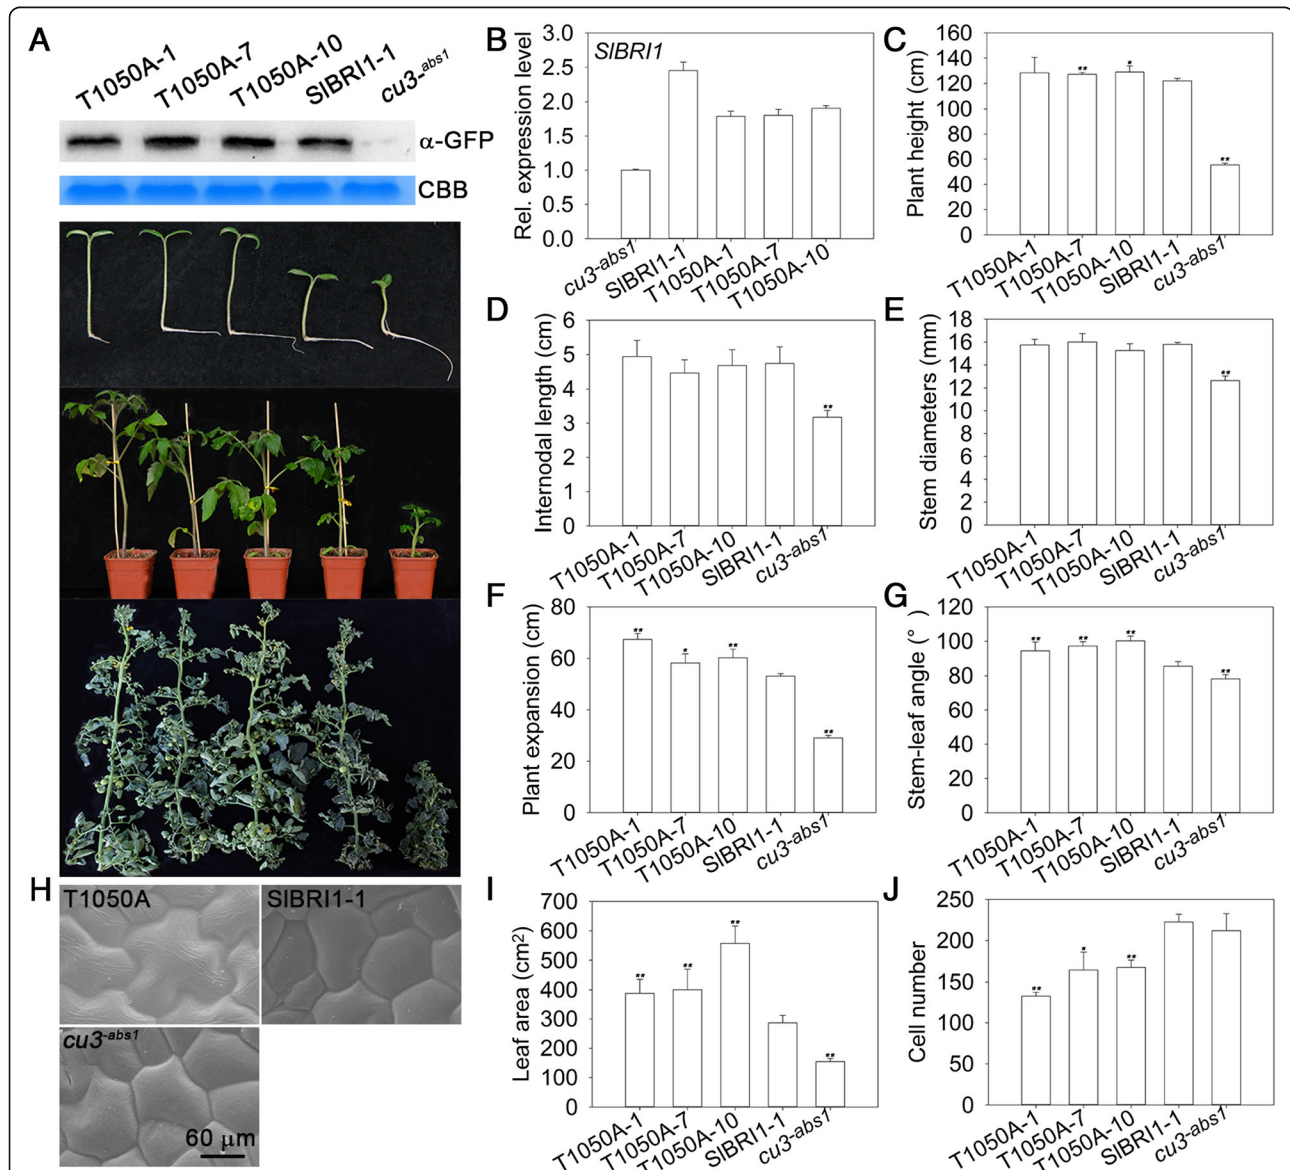 A
T1050A-1
T1050A-7
T1050A-10
SlBRI1-1
cu3-abs1
α-GFP
CBB
B
SlBRI1
Rel. expression level
3.0
2.5
2.0
1.5
1.0
0
cu3-abs1
SlBRI1-1
T1050A-1
T1050A-7
T1050A-10
C
Plant height (cm)
160
140
120
100
80
60
40
20
0
** * **
T1050A-1
T1050A-7
T1050A-10
SlBRI1-1
cu3-abs1
D
Internodal length (cm)
6
5
4
3
2
1
0
**
T1050A-1
T1050A-7
T1050A-10
SlBRI1-1
cu3-abs1
E
Stem diameters (mm)
18
16
14
12
10
8
6
4
2
0
**
T1050A-1
T1050A-7
T1050A-10
SlBRI1-1
cu3-abs1
F
Plant expansion (cm)
80
60
40
20
0
** * ** **
T1050A-1
T1050A-7
T1050A-10
SlBRI1-1
cu3-abs1
G
Stem-leaf angle (°)
120
100
80
60
40
20
0
** ** ** **
T1050A-1
T1050A-7
T1050A-10
SlBRI1-1
cu3-abs1
H
T1050A
SlBRI1-1
cu3-abs1
60 μm
I
Leaf area (cm²)
700
600
500
400
300
200
100
0
** ** ** **
T1050A-1
T1050A-7
T1050A-10
SlBRI1-1
cu3-abs1
J
Cell number
250
200
150
100
50
0
** * **
T1050A-1
T1050A-7
T1050A-10
SlBRI1-1
cu3-abs1